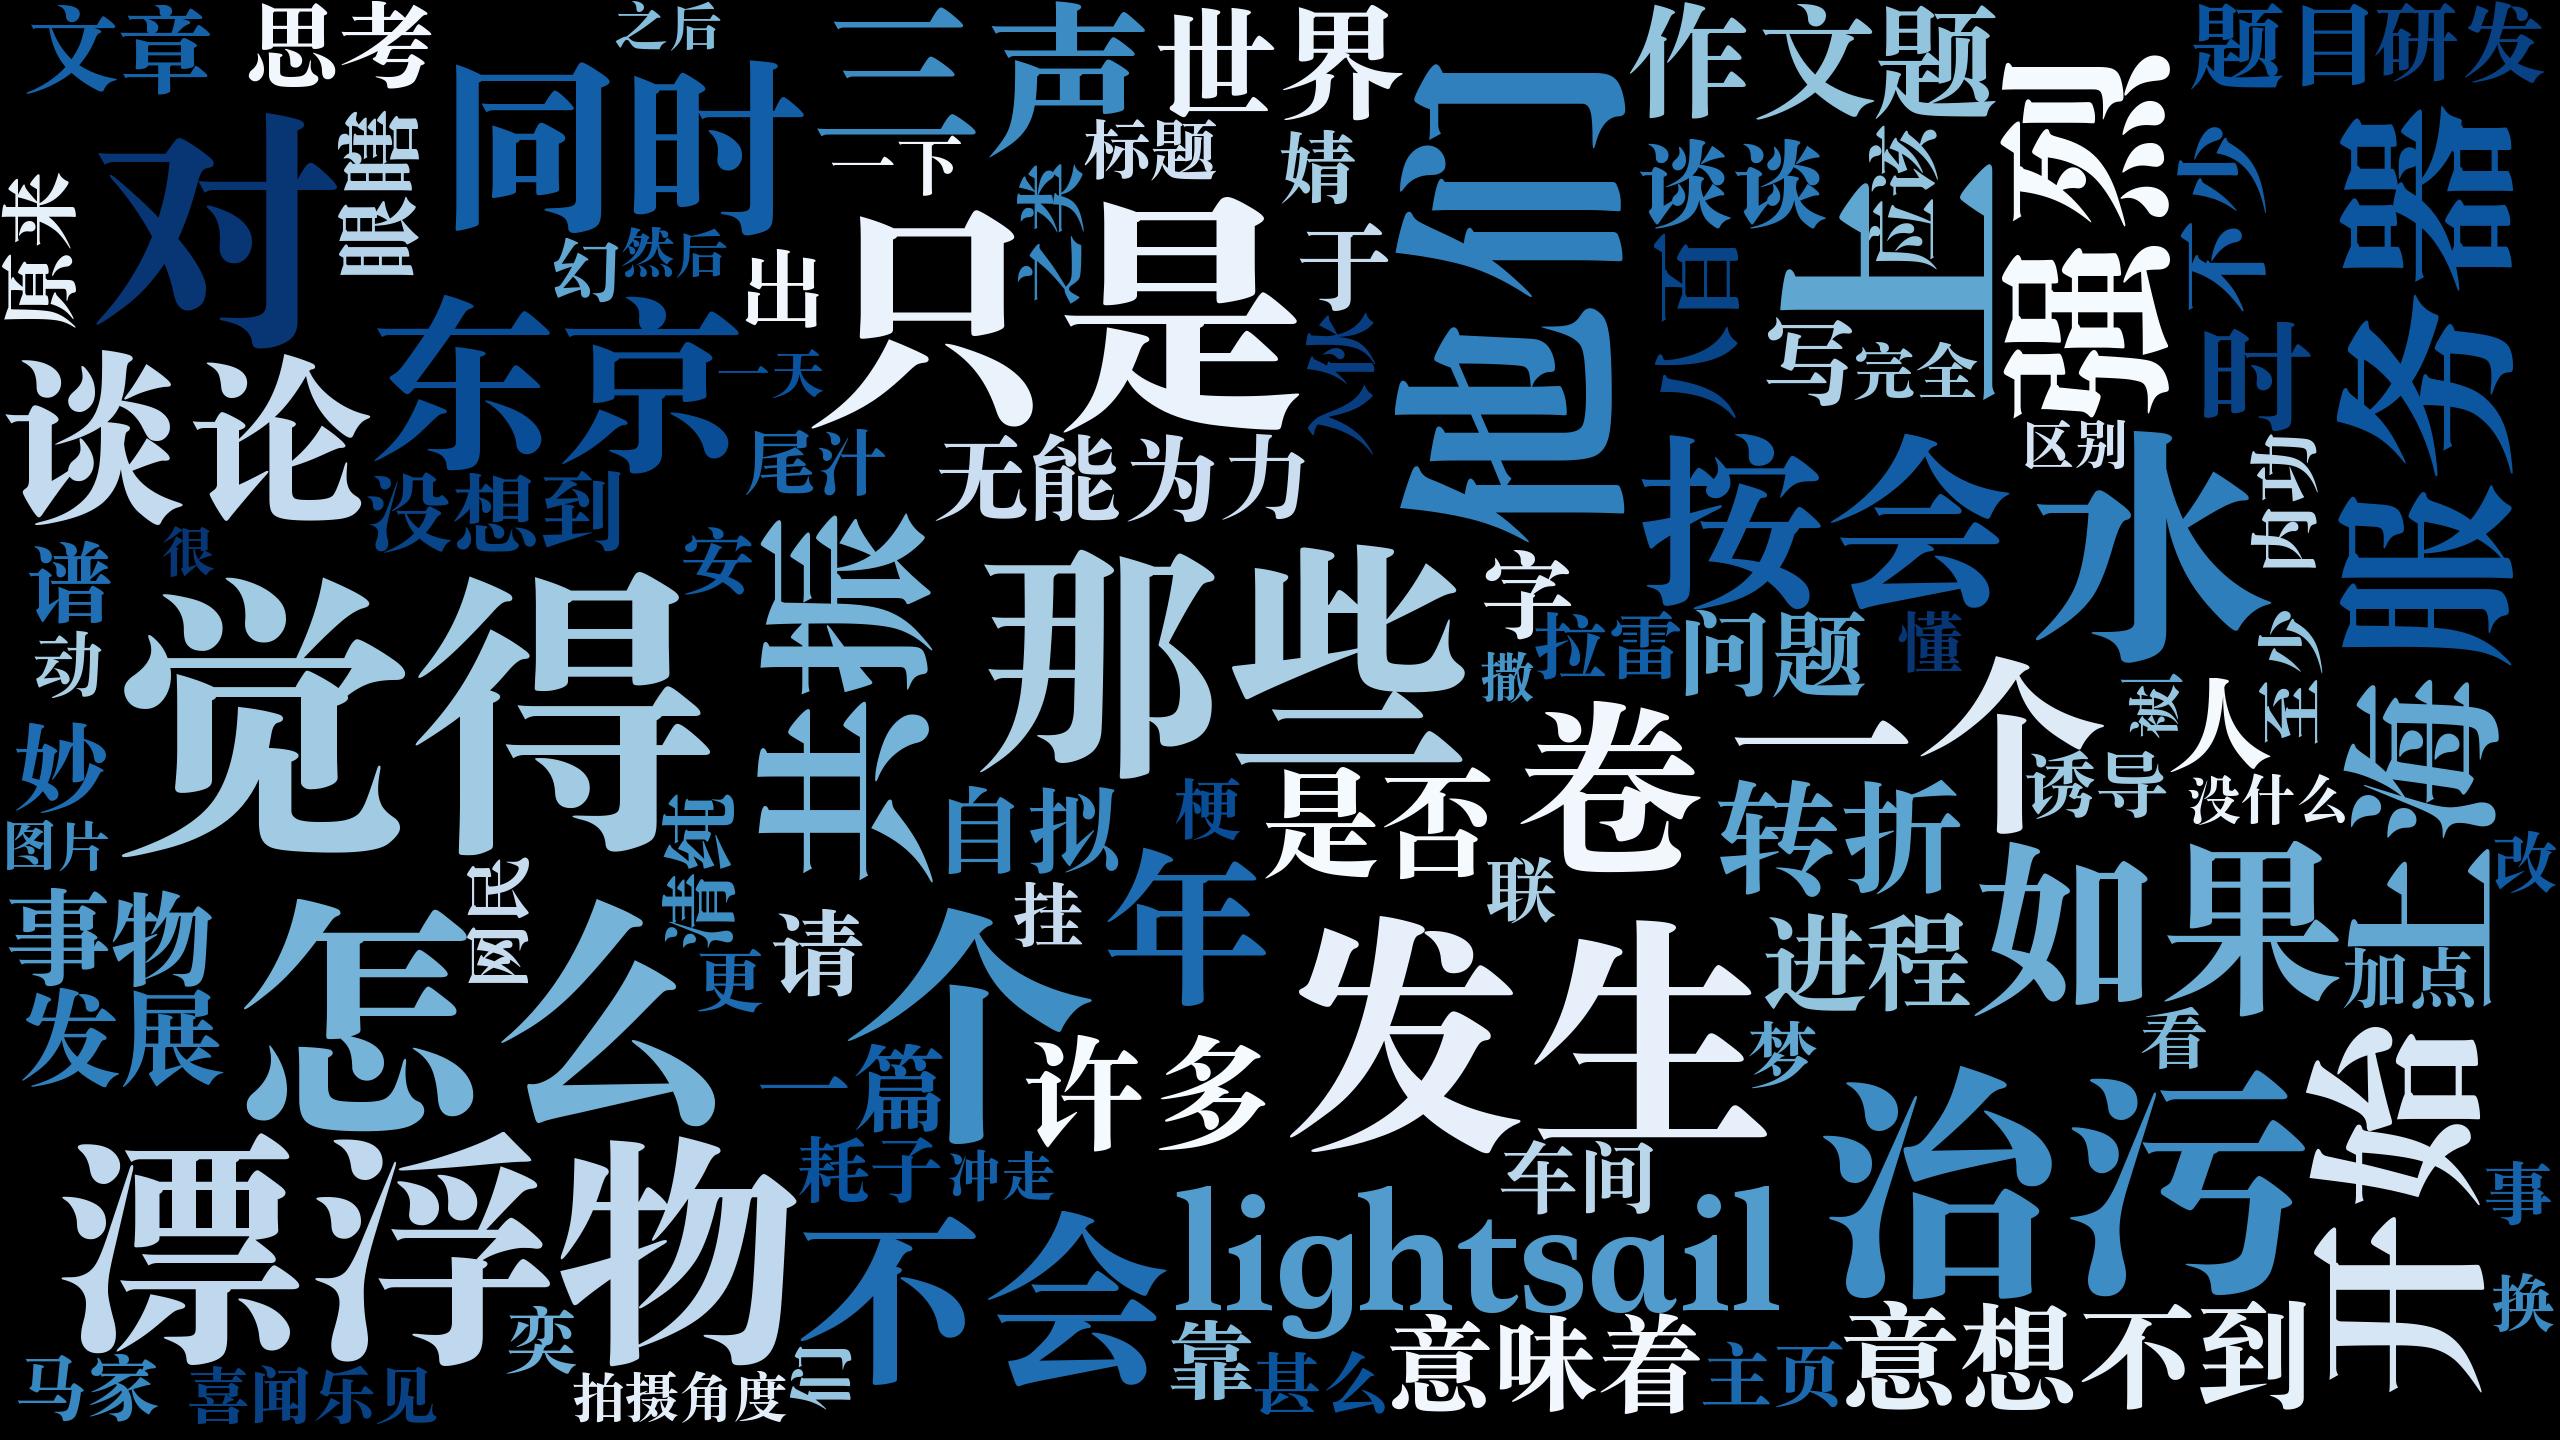 文章
思考
之后
三声
世界
作文题
题目研发
同时
强烈
他们
对
瞎眼
一下
标题
婧
谈谈
应该
上
不少
服务器
原来
之类
只是
幻
然后
出
于
八百
东京
写
完全
时
入伙
一天
谈论
尾汁
无能为力
区别
按会
水
内功
没想到
谱
很
安
共振
那些
字
觉得
拉雷
问题
懂
至少
动
撒
一个
被
人
上海
妙
卷
诱导
没什么
图片
清纯
自拟
梗
是否
转折
如果
改
网民
联
年
挂
事物
发展
怎么
请
个
发生
进程
加点
更
看
梦
一篇
许多
治污
开始
漂浮物
耗子
冲走
车间
事
不会
lightsail
换
奕
靠
甚么
意味着
主页
意想不到
马家
喜闻乐见
拍摄角度
们